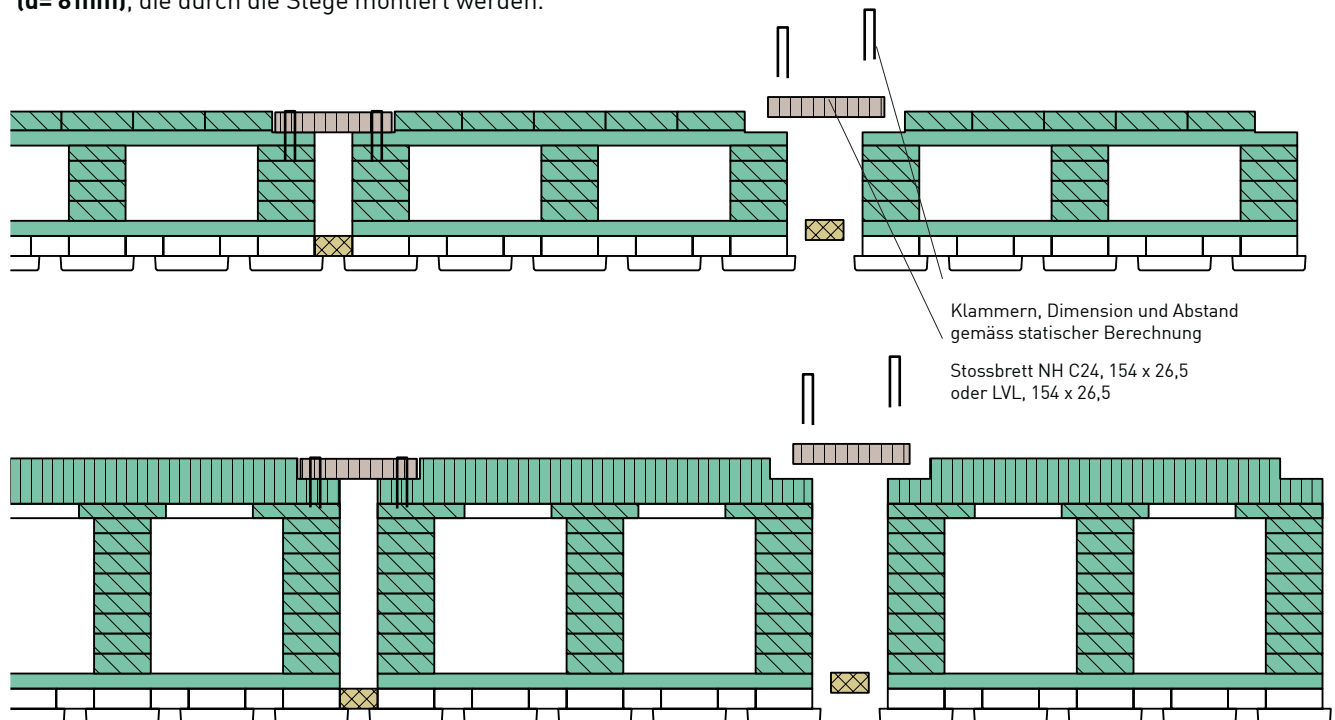 (d= 81mm), die durch die Stege montiert werden.
Klammern, Dimension und Abstand
gemäss statischer Berechnung
Stossbrett NH C24, 154 x 26,5
oder LVL, 154 x 26,5